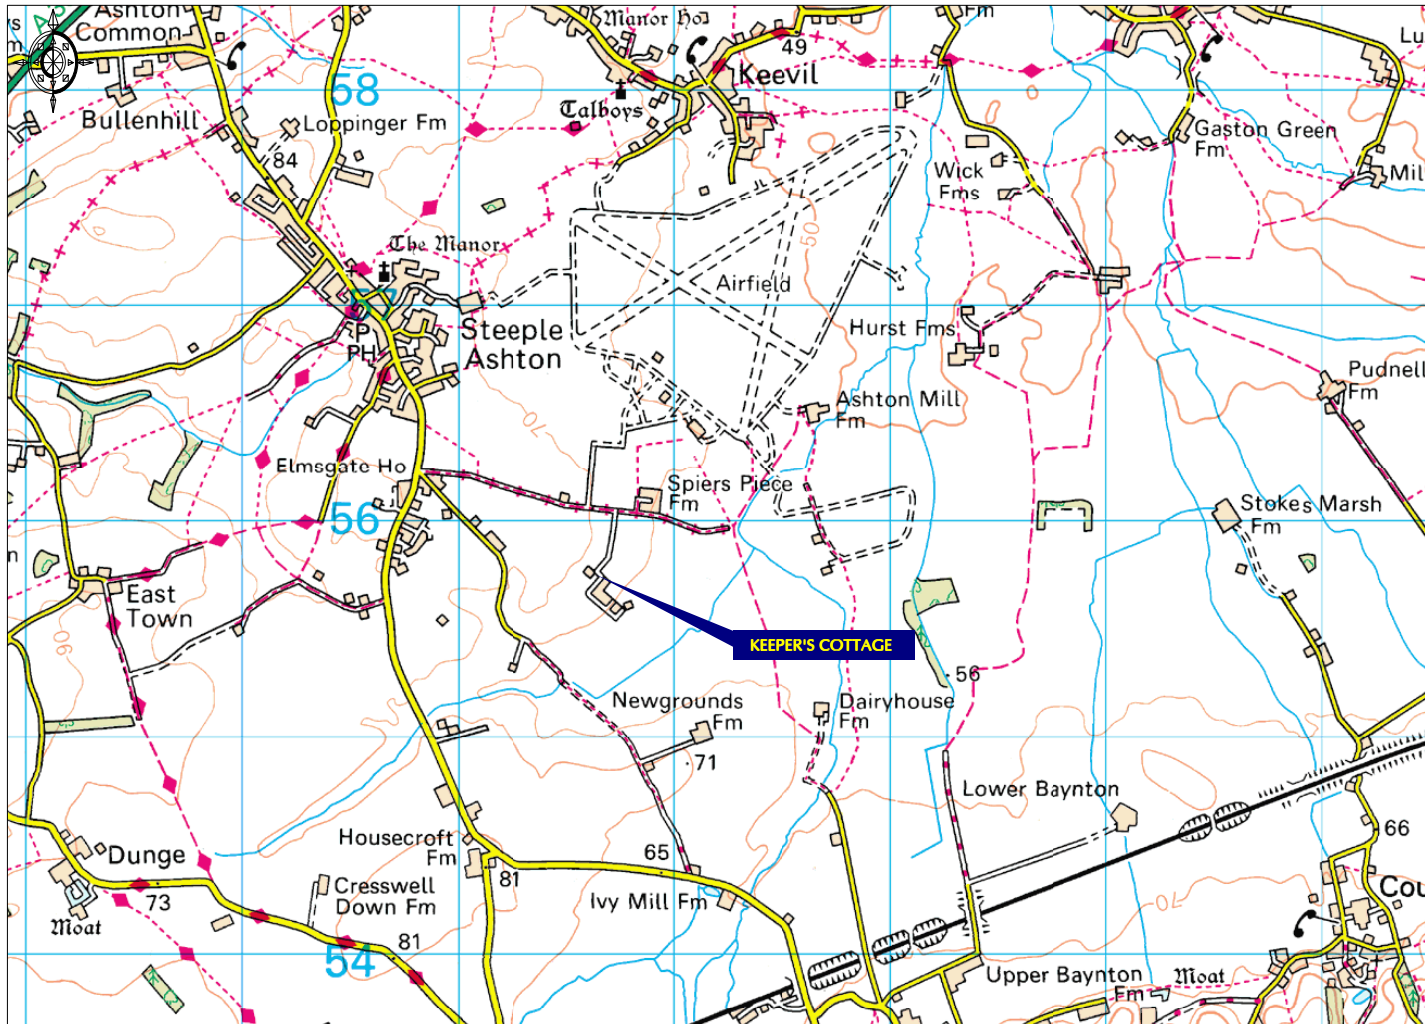 Ashton
Common
Manor Ho
Fm
49
Keevil
58
Talboys
Bullenhill
Loppinger Fm
84
Gaston Green
Fm
Wick
Fms
Mil
The Manor
50
Airfield
57
P
PH
Steeple
Ashton
Hurst Fms
Pudnell
Fm
Ashton Mill
Fm
70
Elmsgate Ho
Spiers Piece
Fm
Stokes Marsh
Fm
56
East
Town
KEEPER'S COTTAGE
90
56
Newgrounds
Fm
Dairyhouse
Fm
71
Lower Baynton
66
Housecroft
Fm
65
Dunge
81
Cresswell
Down Fm
Ivy Mill Fm
73
Cou
70
Moat
81
54
Upper Baynton
Fm
Moat